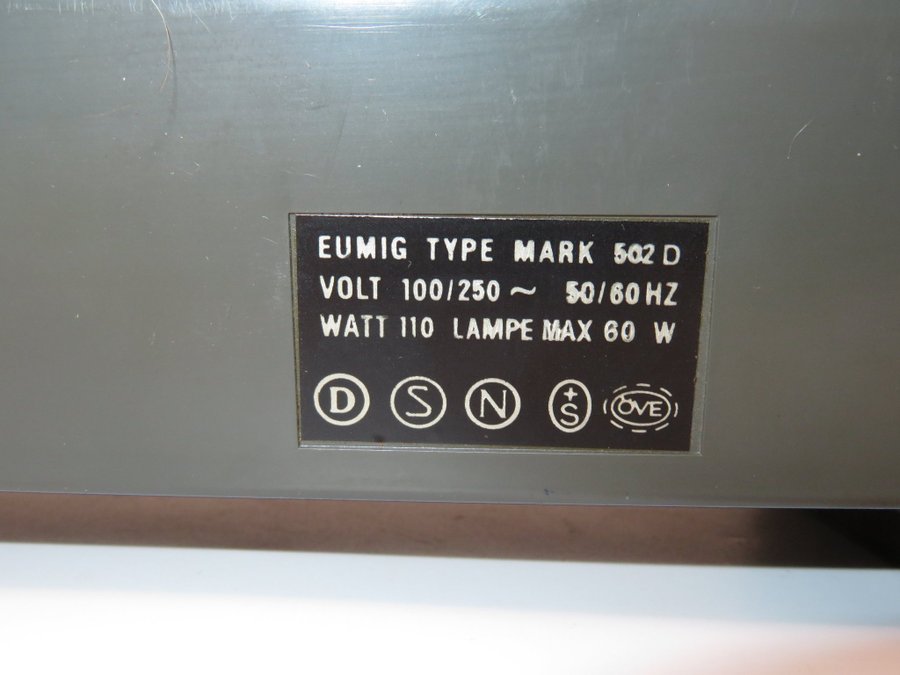 EUMIG TYPE MARK 502 D
VOLT 100/250 ~ 50/60 HZ
WATT 110 LAMPE MAX 60 W
D S N +S ÖVE